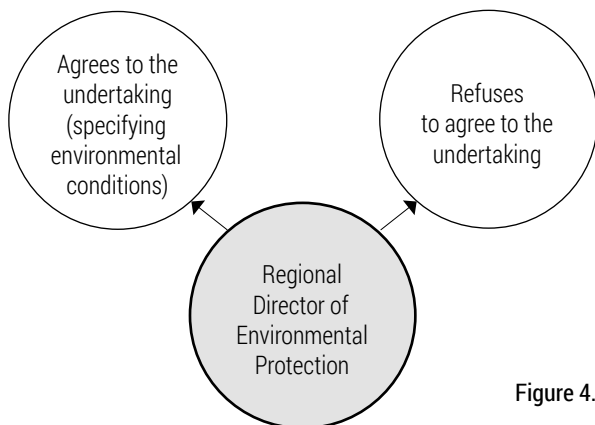 Agrees to the
undertaking
(specifying
environmental
conditions)
Refuses
to agree to the
undertaking
Regional
Director of
Environmental
Protection
Figure 4.